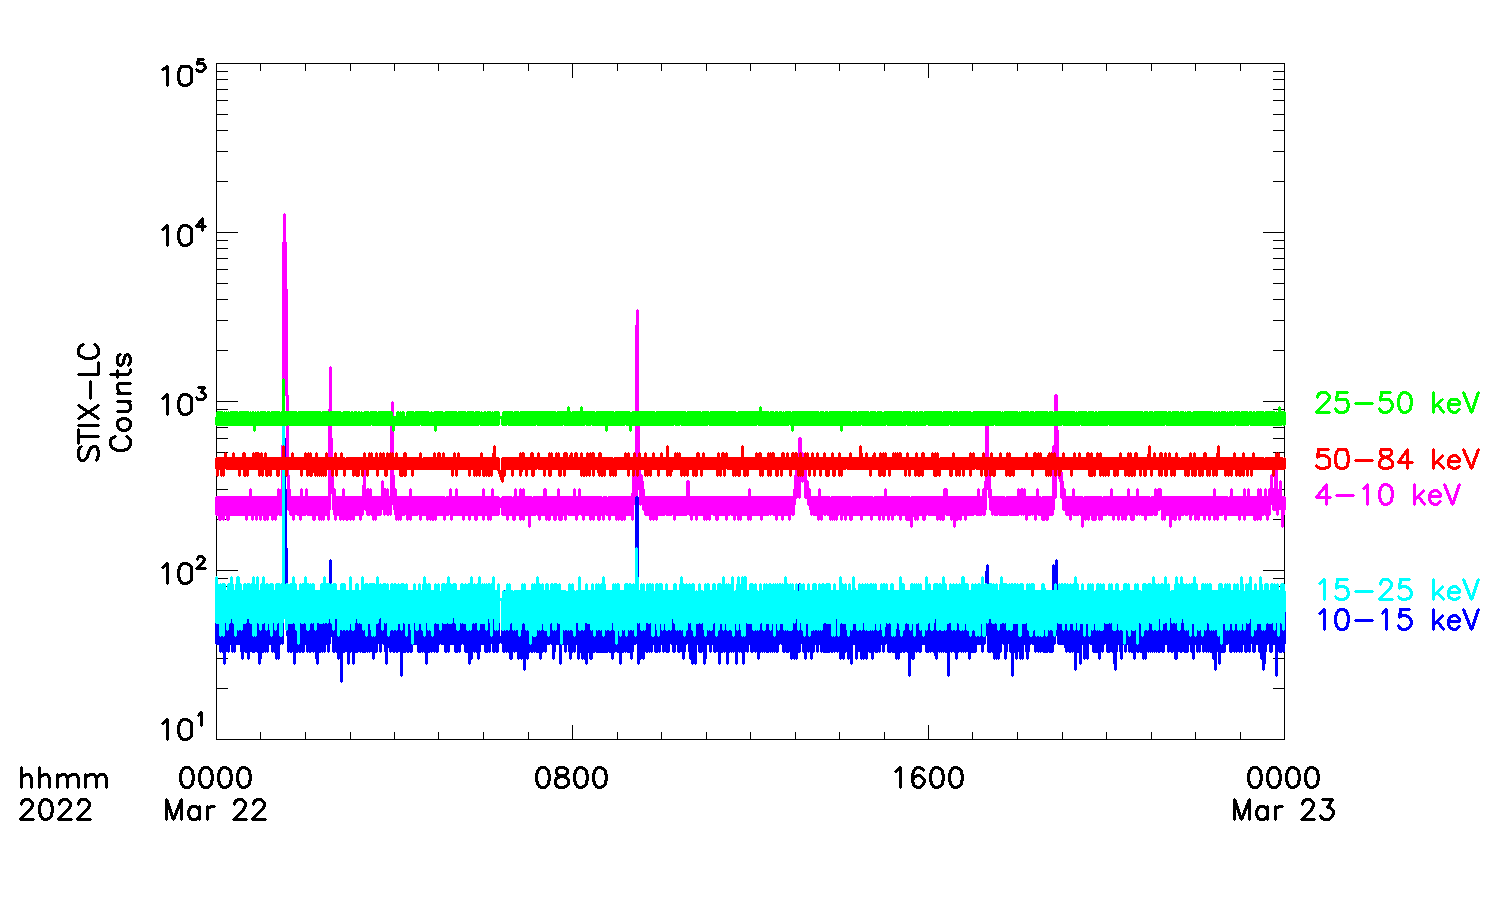 10^5
10^4
10^3
10^2
10^1
STIX-LC
Counts
25-50 keV
50-84 keV
4-10 keV
15-25 keV
10-15 keV
hhmm 0000 0800 1600 0000
2022 Mar 22 Mar 23